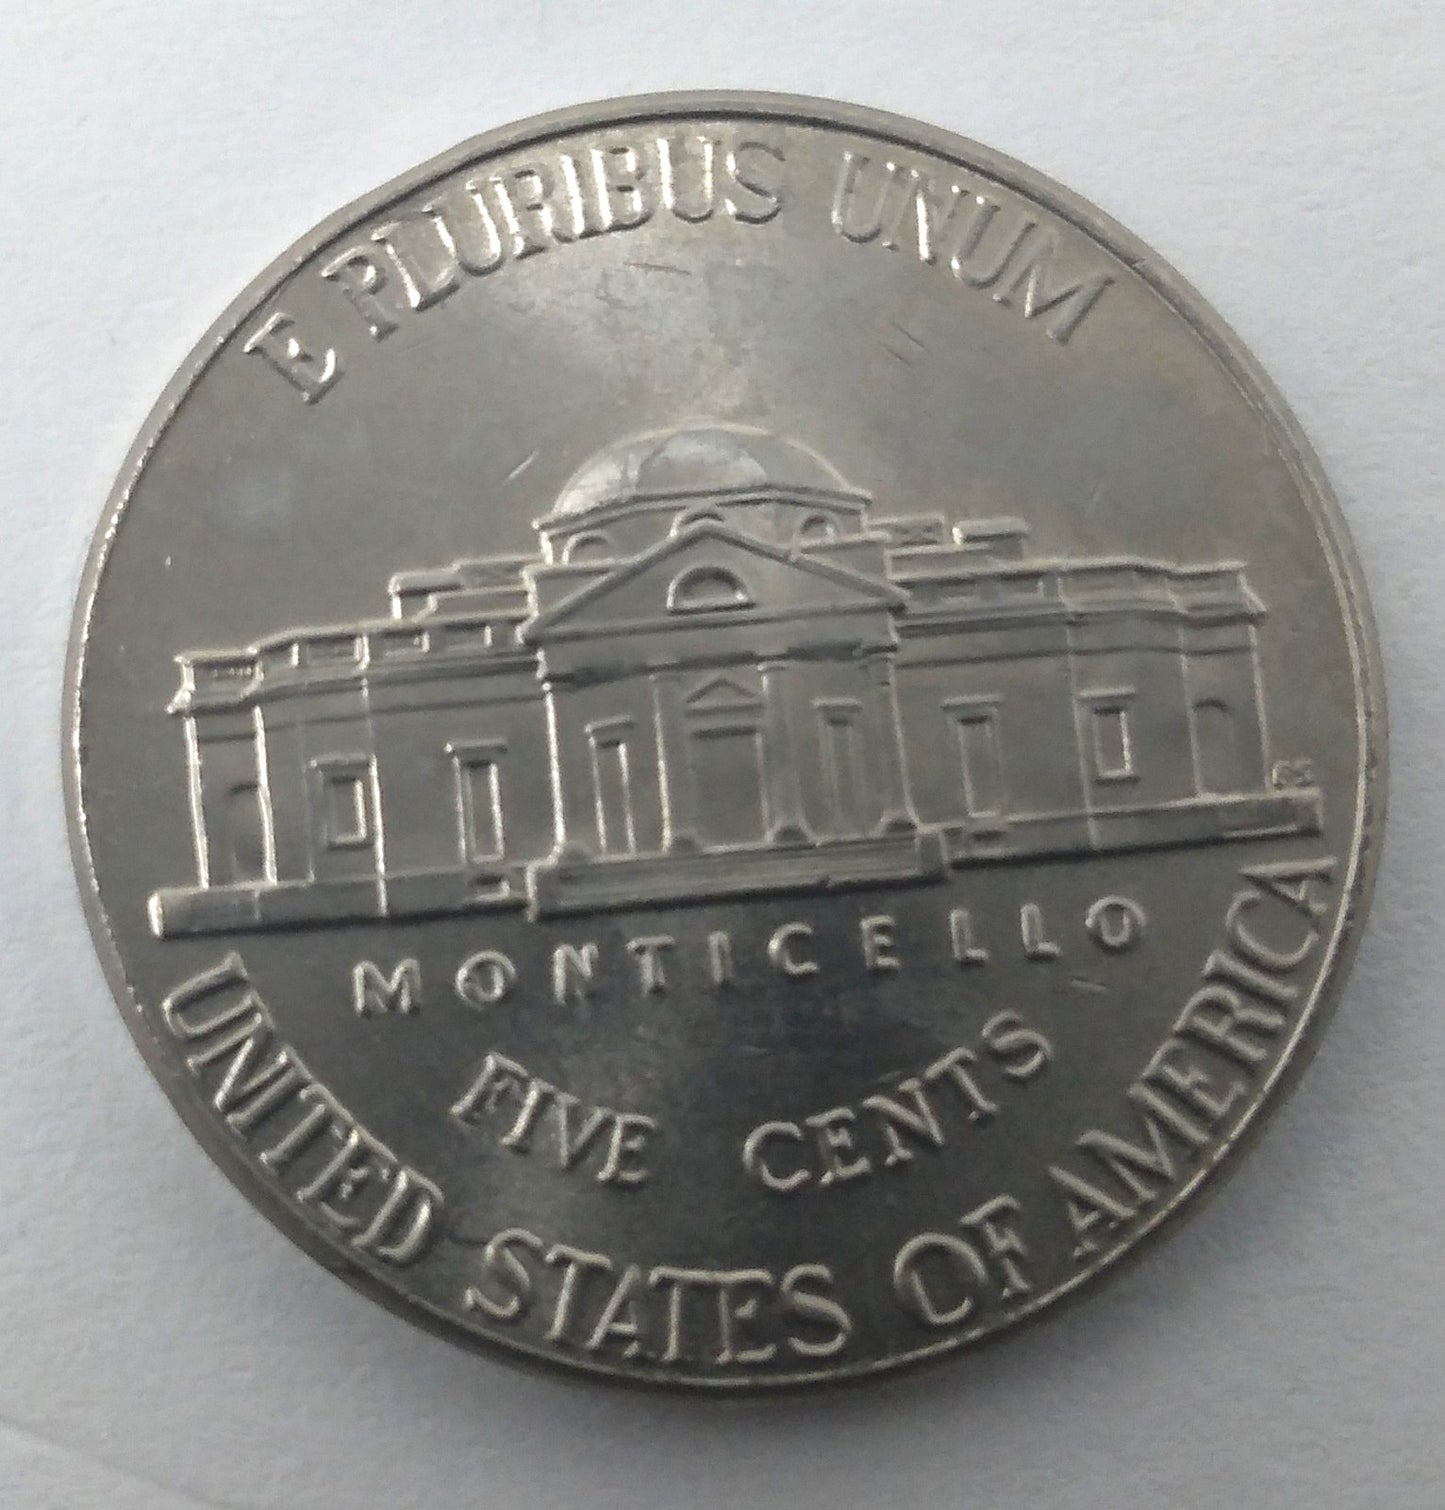 E PLURIBUS UNUM
MONTICELLO
FIVE CENTS
UNITED STATES OF AMERICA